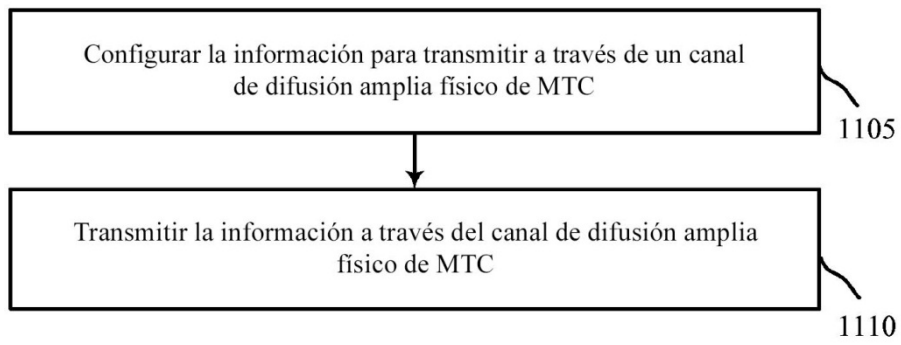 Configurar la información para transmitir a través de un canal
de difusión amplia físico de MTC
1105
Transmitir la información a través del canal de difusión amplia
físico de MTC
1110